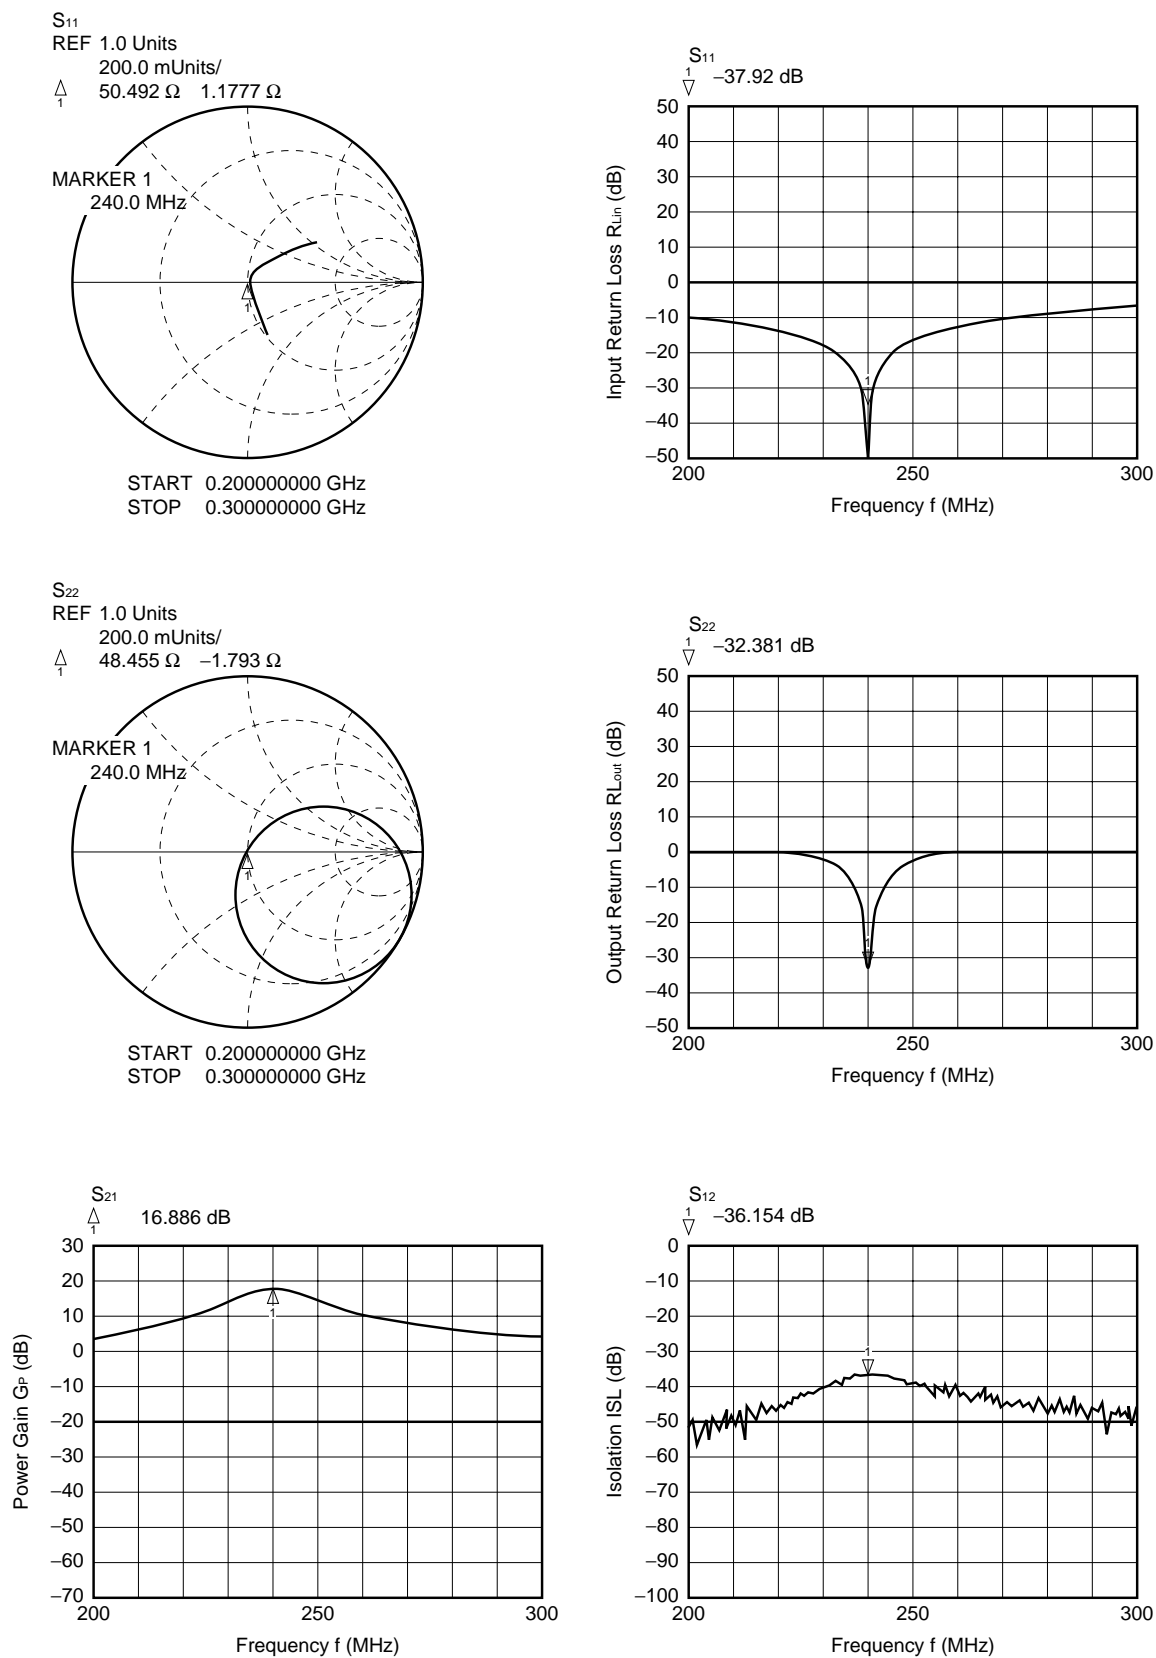 S11
REF 1.0 Units
200.0 mUnits/
1
50.492 Ω 1.1777 Ω
MARKER 1
240.0 MHz
1
START 0.200000000 GHz
STOP 0.300000000 GHz
S11
1
−37.92 dB
50
40
30
20
10
0
−10
−20
−30
−40
−50
1
200
250
300
Input Return Loss RLin (dB)
Frequency f (MHz)
S22
REF 1.0 Units
200.0 mUnits/
1
48.455 Ω −1.793 Ω
MARKER 1
240.0 MHz
1
START 0.200000000 GHz
STOP 0.300000000 GHz
S22
1
−32.381 dB
50
40
30
20
10
0
−10
−20
−30
−40
−50
1
200
250
300
Output Return Loss RLout (dB)
Frequency f (MHz)
S21
1
16.886 dB
30
20
10
0
−10
−20
−30
−40
−50
−60
−70
1
200
250
300
Power Gain GP (dB)
Frequency f (MHz)
S12
1
−36.154 dB
0
−10
−20
−30
−40
−50
−60
−70
−80
−90
−100
1
200
250
300
Isolation ISL (dB)
Frequency f (MHz)